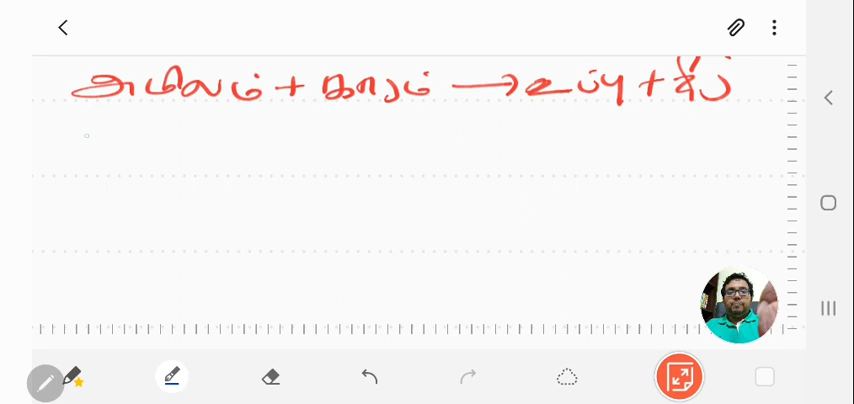 அமிலம் + காரம் → உப்பு + நீர்